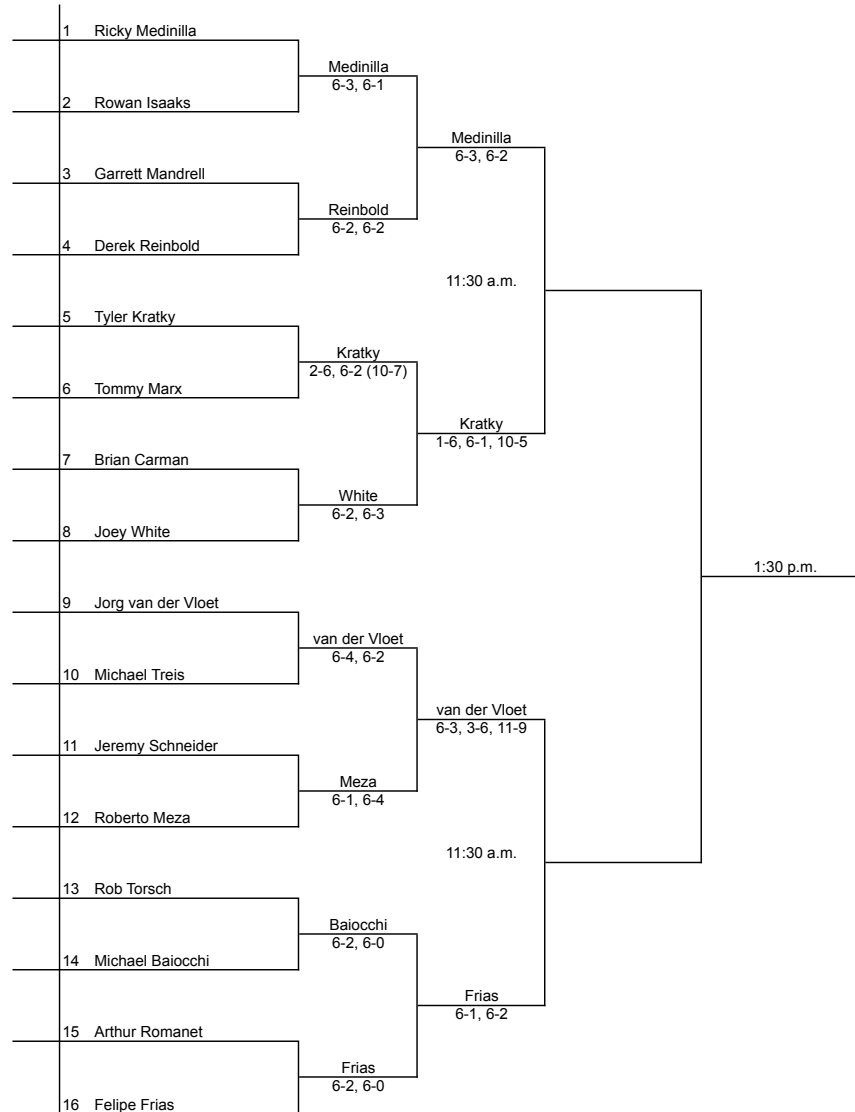 1 Ricky Medinilla
Medinilla
6-3, 6-1
2 Rowan Isaaks
Medinilla
6-3, 6-2
3 Garrett Mandrell
Reinbold
6-2, 6-2
4 Derek Reinbold
11:30 a.m.
5 Tyler Kratky
Kratky
2-6, 6-2 (10-7)
6 Tommy Marx
Kratky
1-6, 6-1, 10-5
7 Brian Carman
White
6-2, 6-3
8 Joey White
1:30 p.m.
9 Jorg van der Vloet
van der Vloet
6-4, 6-2
10 Michael Treis
van der Vloet
6-3, 3-6, 11-9
11 Jeremy Schneider
Meza
6-1, 6-4
12 Roberto Meza
11:30 a.m.
13 Rob Torsch
Baiocchi
6-2, 6-0
14 Michael Baiocchi
Frias
6-1, 6-2
15 Arthur Romanet
Frias
6-2, 6-0
16 Felipe Frias